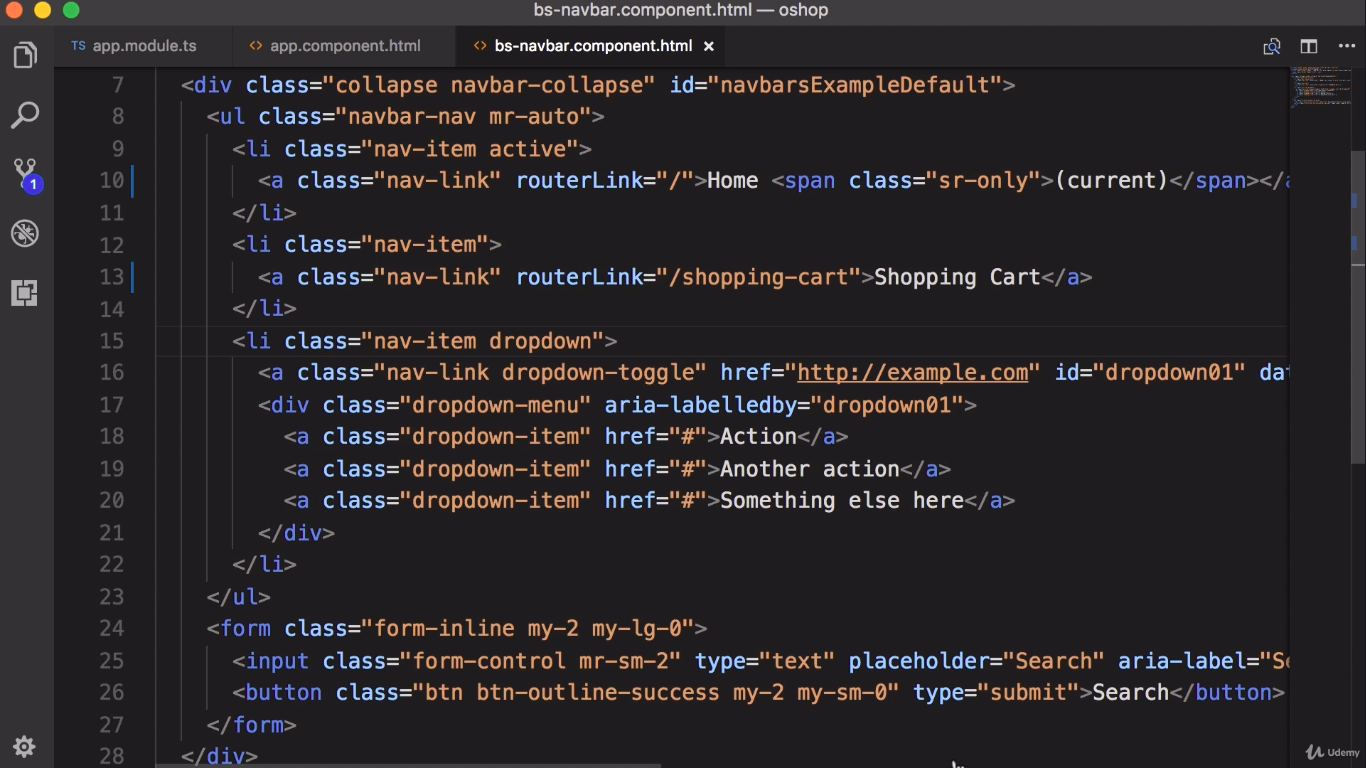 bs-navbar.component.html — oshop
TS app.module.ts <> app.component.html <> bs-navbar.component.html ×
1
7 <div class="collapse navbar-collapse" id="navbarsExampleDefault">
8 <ul class="navbar-nav mr-auto">
9 <li class="nav-item active">
10 <a class="nav-link" routerLink="/">Home <span class="sr-only">(current)</span></a
11 </li>
12 <li class="nav-item">
13 <a class="nav-link" routerLink="/shopping-cart">Shopping Cart</a>
14 </li>
15 <li class="nav-item dropdown">
16 <a class="nav-link dropdown-toggle" href="http://example.com" id="dropdown01" dat
17 <div class="dropdown-menu" aria-labelledby="dropdown01">
18 <a class="dropdown-item" href="#">Action</a>
19 <a class="dropdown-item" href="#">Another action</a>
20 <a class="dropdown-item" href="#">Something else here</a>
21 </div>
22 </li>
23 </ul>
24 <form class="form-inline my-2 my-lg-0">
25 <input class="form-control mr-sm-2" type="text" placeholder="Search" aria-label="Se
26 <button class="btn btn-outline-success my-2 my-sm-0" type="submit">Search</button>
27 </form>
28 </div>
Udemy